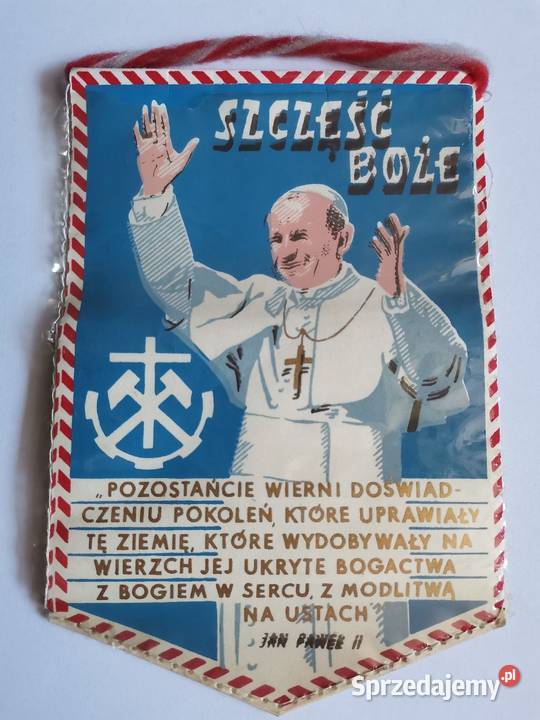 SZCZĘŚĆ
BOŻE
„POZOSTAŃCIE WIERNI DOŚWIAD-
CZENIU POKOLEŃ, KTÓRE UPRAWIAŁY
TĘ ZIEMIĘ, KTÓRE WYDOBYWAŁY NA
WIERZCH JEJ UKRYTE BOGACTWA
Z BOGIEM W SERCU, Z MODLITWĄ
NA USTACH"
JAN PAWEŁ II
Sprzedajemy.pl